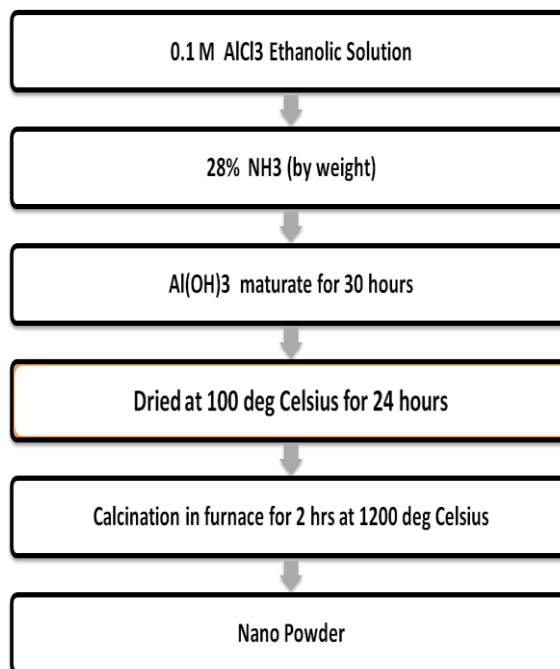 0.1 M AlCl3 Ethanolic Solution
28% NH3 (by weight)
Al(OH)3 maturate for 30 hours
Dried at 100 deg Celsius for 24 hours
Calcination in furnace for 2 hrs at 1200 deg Celsius
Nano Powder